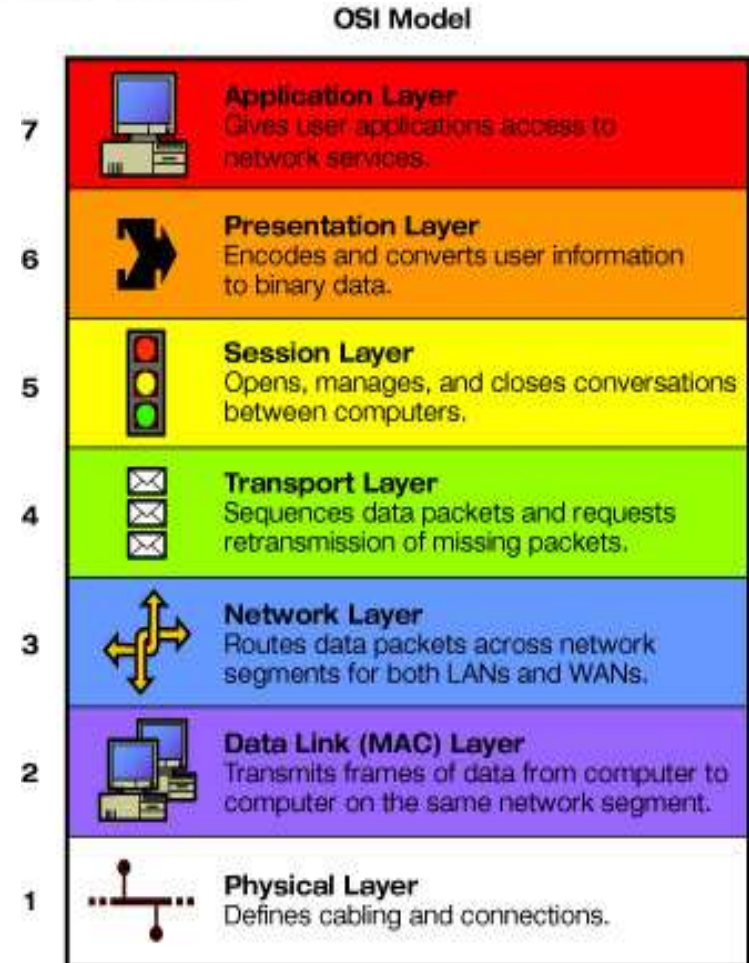 OSI Model
7
Application Layer
Gives user applications access to
network services.
6
Presentation Layer
Encodes and converts user information
to binary data.
5
Session Layer
Opens, manages, and closes conversations
between computers.
4
Transport Layer
Sequences data packets and requests
retransmission of missing packets.
3
Network Layer
Routes data packets across network
segments for both LANs and WANs.
2
Data Link (MAC) Layer
Transmits frames of data from computer to
computer on the same network segment.
1
Physical Layer
Defines cabling and connections.